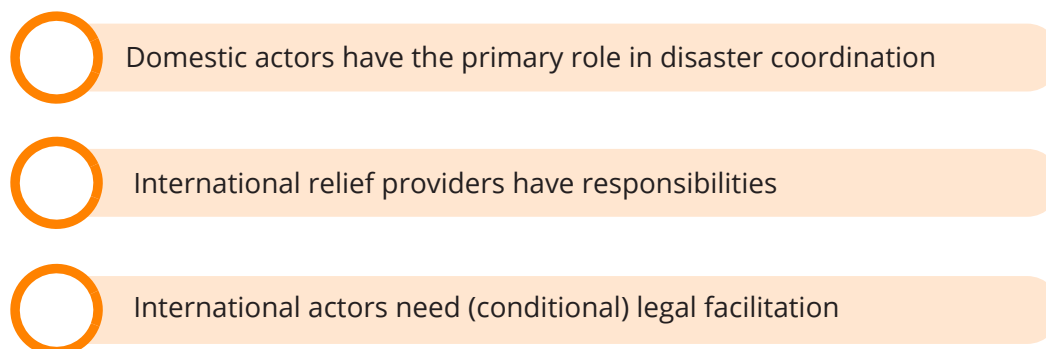 Domestic actors have the primary role in disaster coordination
International relief providers have responsibilities
International actors need (conditional) legal facilitation